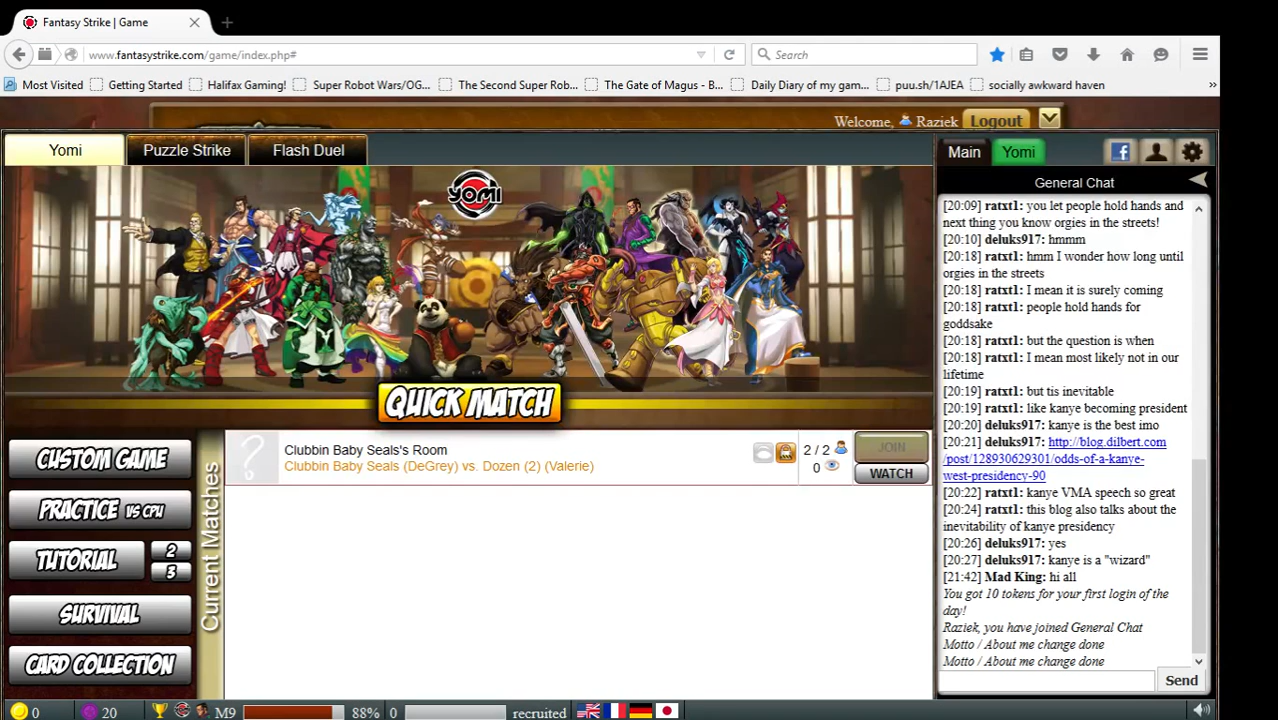 Fantasy Strike | Game
www.fantasystrike.com/game/index.php#
Search
Most Visited
Getting Started
Halifax Gaming!
Super Robot Wars/OG...
The Second Super Rob...
The Gate of Magus - B...
Daily Diary of my gam...
puu.sh/1AJEA
socially awkward haven
Welcome, Raziek
Logout
Yomi
Puzzle Strike
Flash Duel
YOMI
QUICK MATCH
CUSTOM GAME
PRACTICE VS CPU
TUTORIAL
2
3
SURVIVAL
CARD COLLECTION
Current Matches
?
Clubbin Baby Seals's Room
Clubbin Baby Seals (DeGrey) vs. Dozen (2) (Valerie)
2 / 2
0
JOIN
WATCH
Main
Yomi
General Chat
[20:09] ratxt1: you let people hold hands and
next thing you know orgies in the streets!
[20:10] deluks917: hmmm
[20:18] ratxt1: hmm I wonder how long until
orgies in the streets
[20:18] ratxt1: I mean it is surely coming
[20:18] ratxt1: people hold hands for
goddsake
[20:18] ratxt1: but the question is when
[20:18] ratxt1: I mean most likely not in our
lifetime
[20:19] ratxt1: but tis inevitable
[20:19] ratxt1: like kanye becoming president
[20:20] deluks917: kanye is the best imo
[20:21] deluks917: http://blog.dilbert.com
/post/128930629301/odds-of-a-kanye-
west-presidency-90
[20:22] ratxt1: kanye VMA speech so great
[20:24] ratxt1: this blog also talks about the
inevitability of kanye presidency
[20:26] deluks917: yes
[20:27] deluks917: kanye is a "wizard"
[21:42] Mad King: hi all
You got 10 tokens for your first login of the
day!
Raziek, you have joined General Chat
Motto / About me change done
Motto / About me change done
Send
0
20
M9
88%
0
recruited